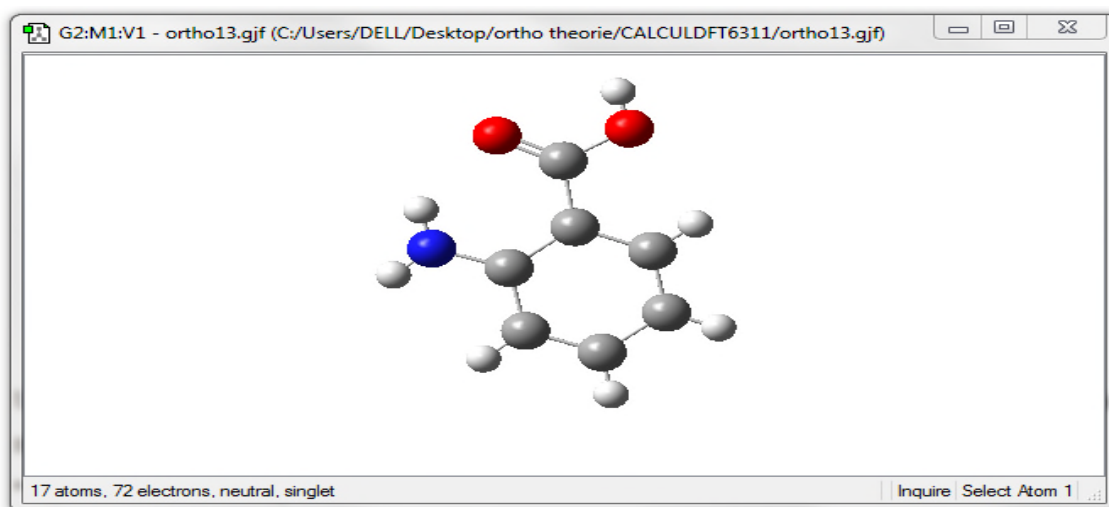 G2:M1:V1 - ortho13.gjf (C:/Users/DELL/Desktop/ortho theorie/CALCULDFT6311/ortho13.gjf)
17 atoms, 72 electrons, neutral, singlet
Inquire
Select Atom 1